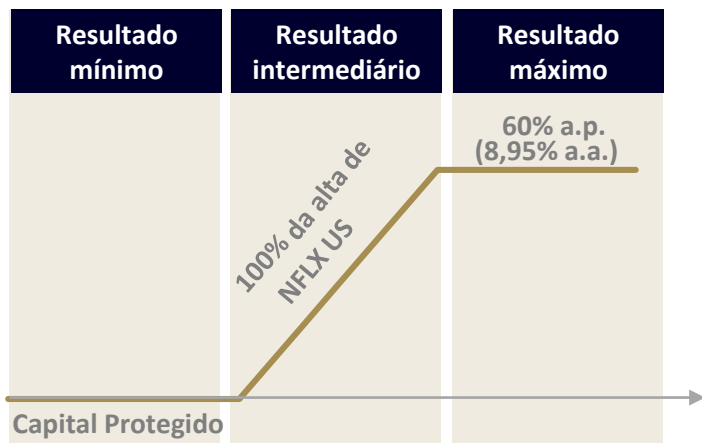 Resultado
mínimo
Resultado
intermediário
Resultado
máximo
60% a.p.
(8,95% a.a.)
100% da alta de
NFLX US
Capital Protegido